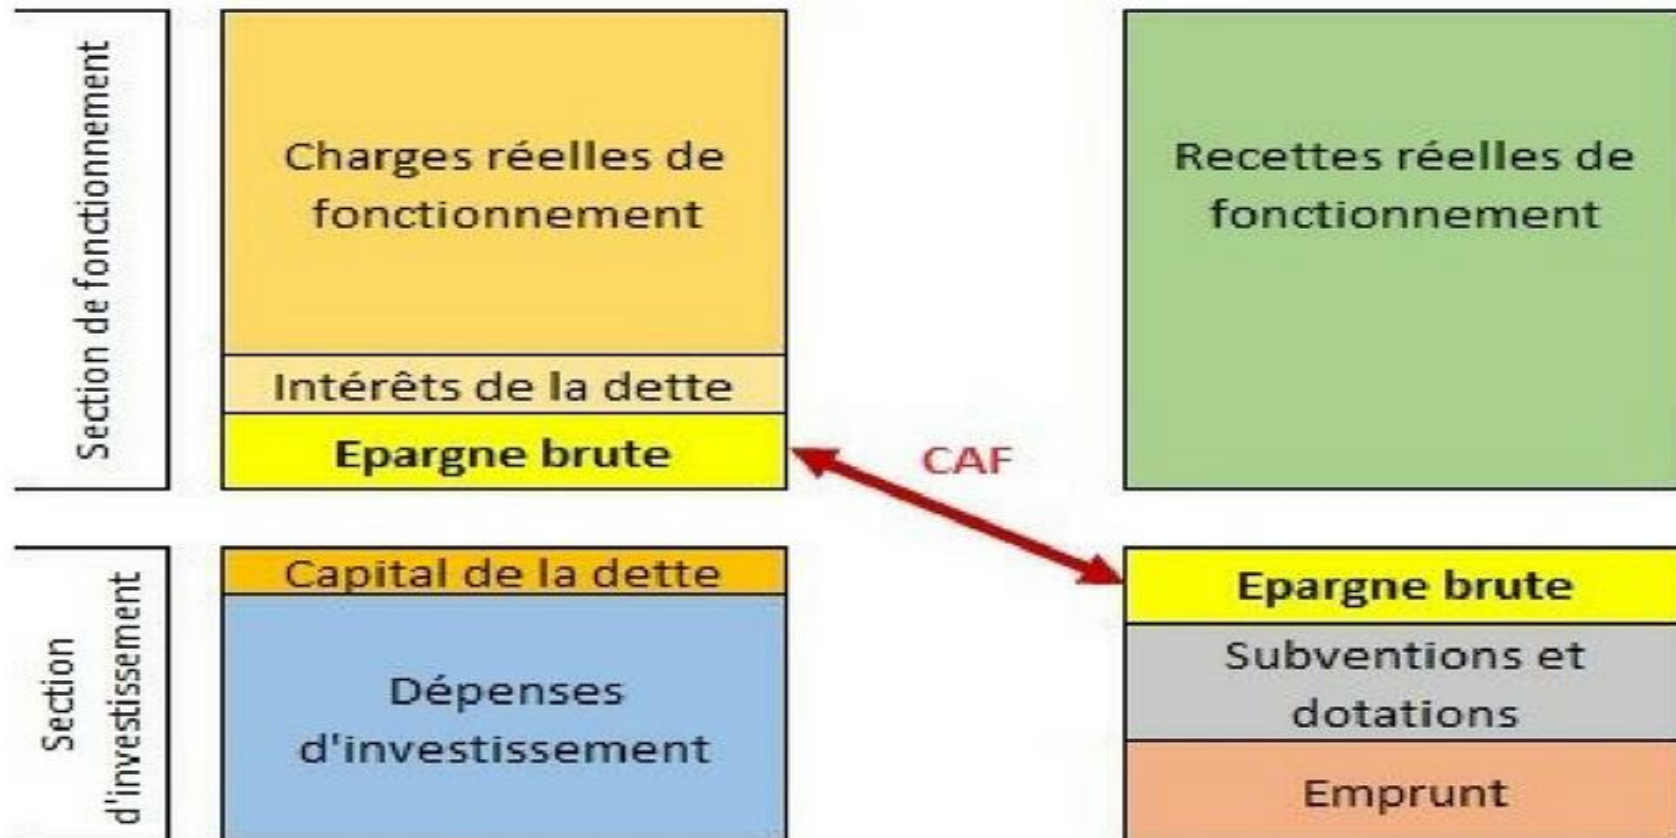 Section de fonctionnement
Charges réelles de
fonctionnement
Intérêts de la dette
Epargne brute
CAF
Recettes réelles de
fonctionnement
Section
d'investissement
Capital de la dette
Dépenses
d'investissement
Epargne brute
Subventions et
dotations
Emprunt